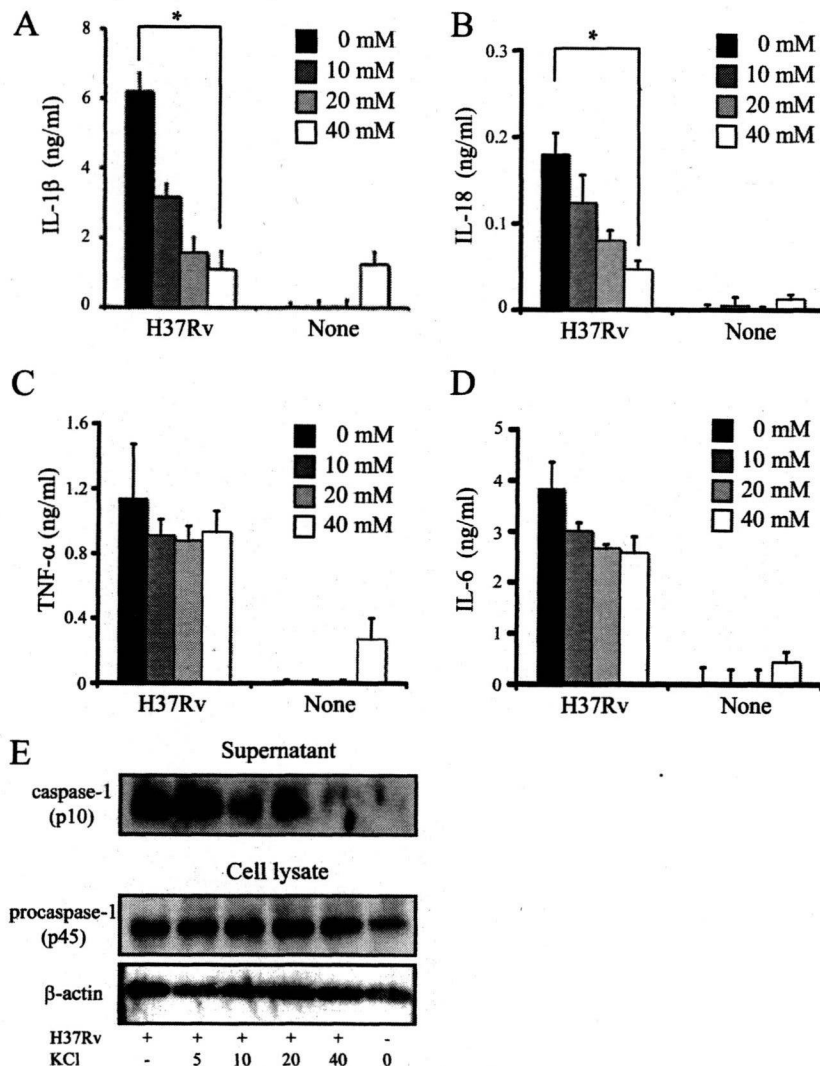 A
*
0 mM
10 mM
20 mM
40 mM
IL-1β (ng/ml)
8
6
4
2
0
H37Rv
None
B
*
0 mM
10 mM
20 mM
40 mM
IL-18 (ng/ml)
0.3
0.2
0.1
0
H37Rv
None
C
0 mM
10 mM
20 mM
40 mM
TNF-α (ng/ml)
1.6
1.2
0.8
0.4
0
H37Rv
None
D
0 mM
10 mM
20 mM
40 mM
IL-6 (ng/ml)
5
4
3
2
1
0
H37Rv
None
E
Supernatant
caspase-1
(p10)
Cell lysate
procaspase-1
(p45)
β-actin
H37Rv + + + + + -
KCl - 5 10 20 40 0